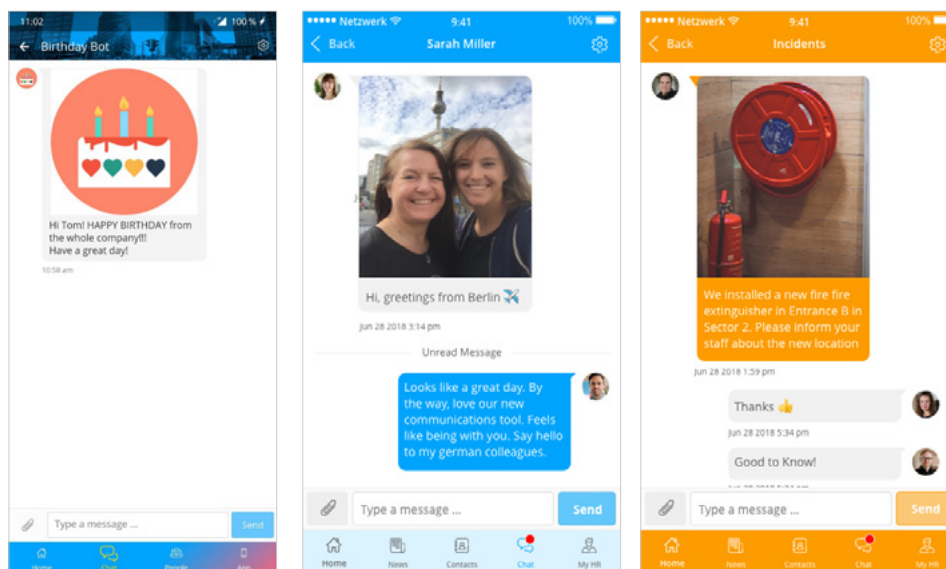 11:02
100 %
Birthday Bot
Hi Tom! HAPPY BIRTHDAY from
the whole company!!!
Have a great day!
10:58 am
Type a message ...
Send
Home
Chat
People
App
Netzwerk
9:41
100%
Back
Sarah Miller
Hi, greetings from Berlin
Jun 28 2018 3:14 pm
Unread Message
Looks like a great day. By
the way, love our new
communications tool. Feels
like being with you. Say hello
to my german colleagues.
Type a message ...
Send
Home
News
Contacts
Chat
My HR
Netzwerk
9:41
100%
Back
Incidents
We installed a new fire fire
extinguisher in Entrance B in
Sector 2. Please inform your
staff about the new location
Jun 28 2018 1:59 pm
Thanks
Jun 28 2018 5:34 pm
Good to Know!
Type a message ...
Send
Home
News
Contacts
Chat
My HR